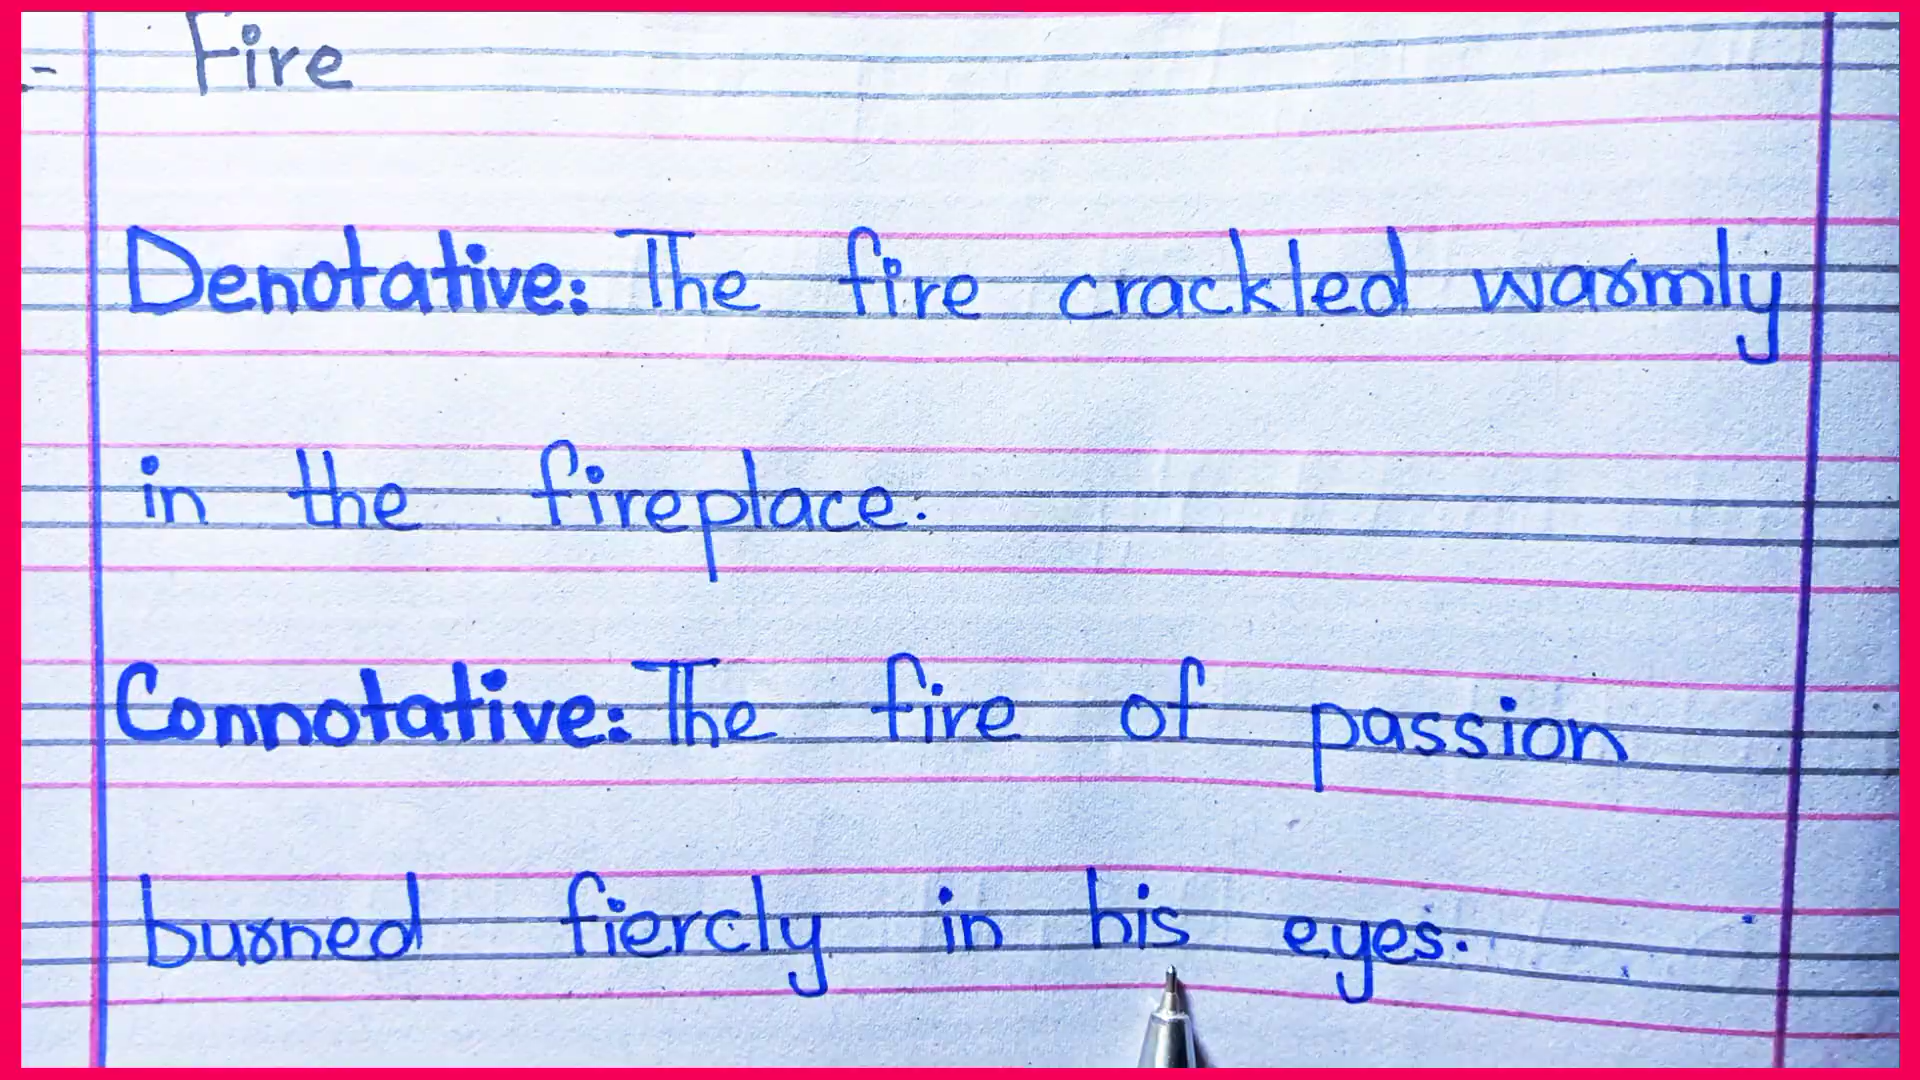 - Fire
Denotative: The fire crackled warmly
in the fireplace.
Connotative: The fire of passion
burned fiercly in his eyes.